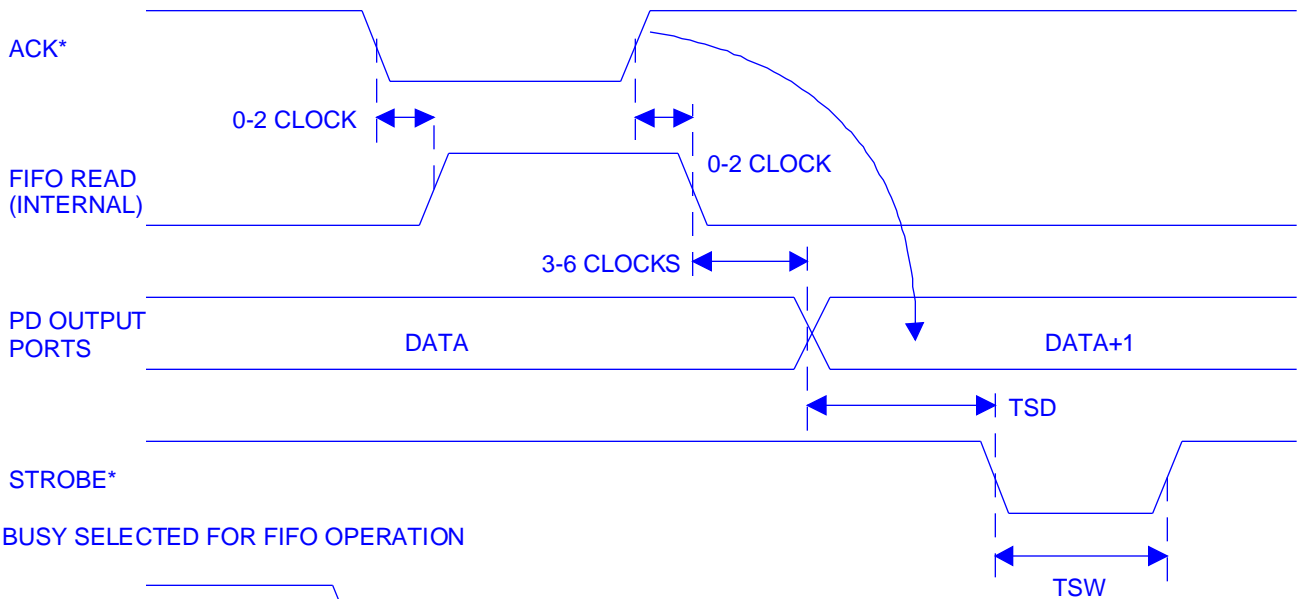 ACK*
0-2 CLOCK
0-2 CLOCK
FIFO READ
(INTERNAL)
3-6 CLOCKS
PD OUTPUT
PORTS
DATA
DATA+1
TSD
STROBE*
BUSY SELECTED FOR FIFO OPERATION
TSW